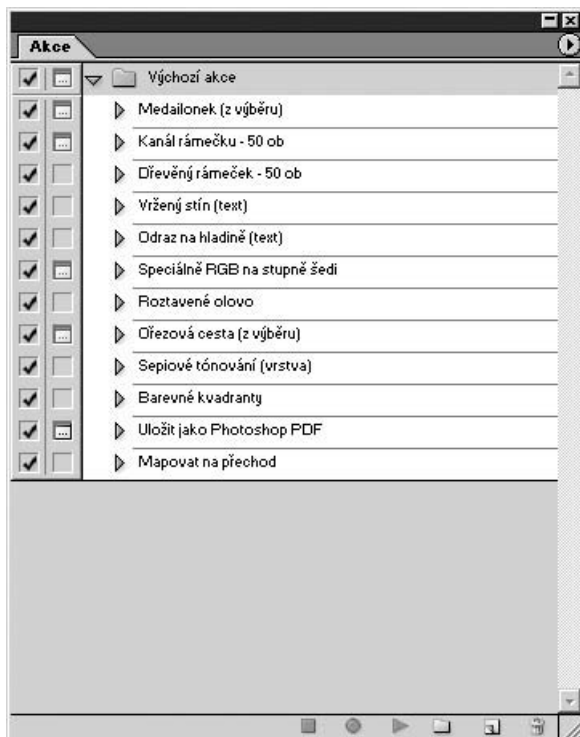 Akce
Výchozí akce
Medailonek (z výběru)
Kanál rámečku - 50 ob
Dřevěný rámeček - 50 ob
Vržený stín (text)
Odraz na hladině (text)
Speciálně RGB na stupně šedi
Roztavené olovo
Ořezová cesta (z výběru)
Sepiové tónování (vrstva)
Barevné kvadranty
Uložit jako Photoshop PDF
Mapovat na přechod